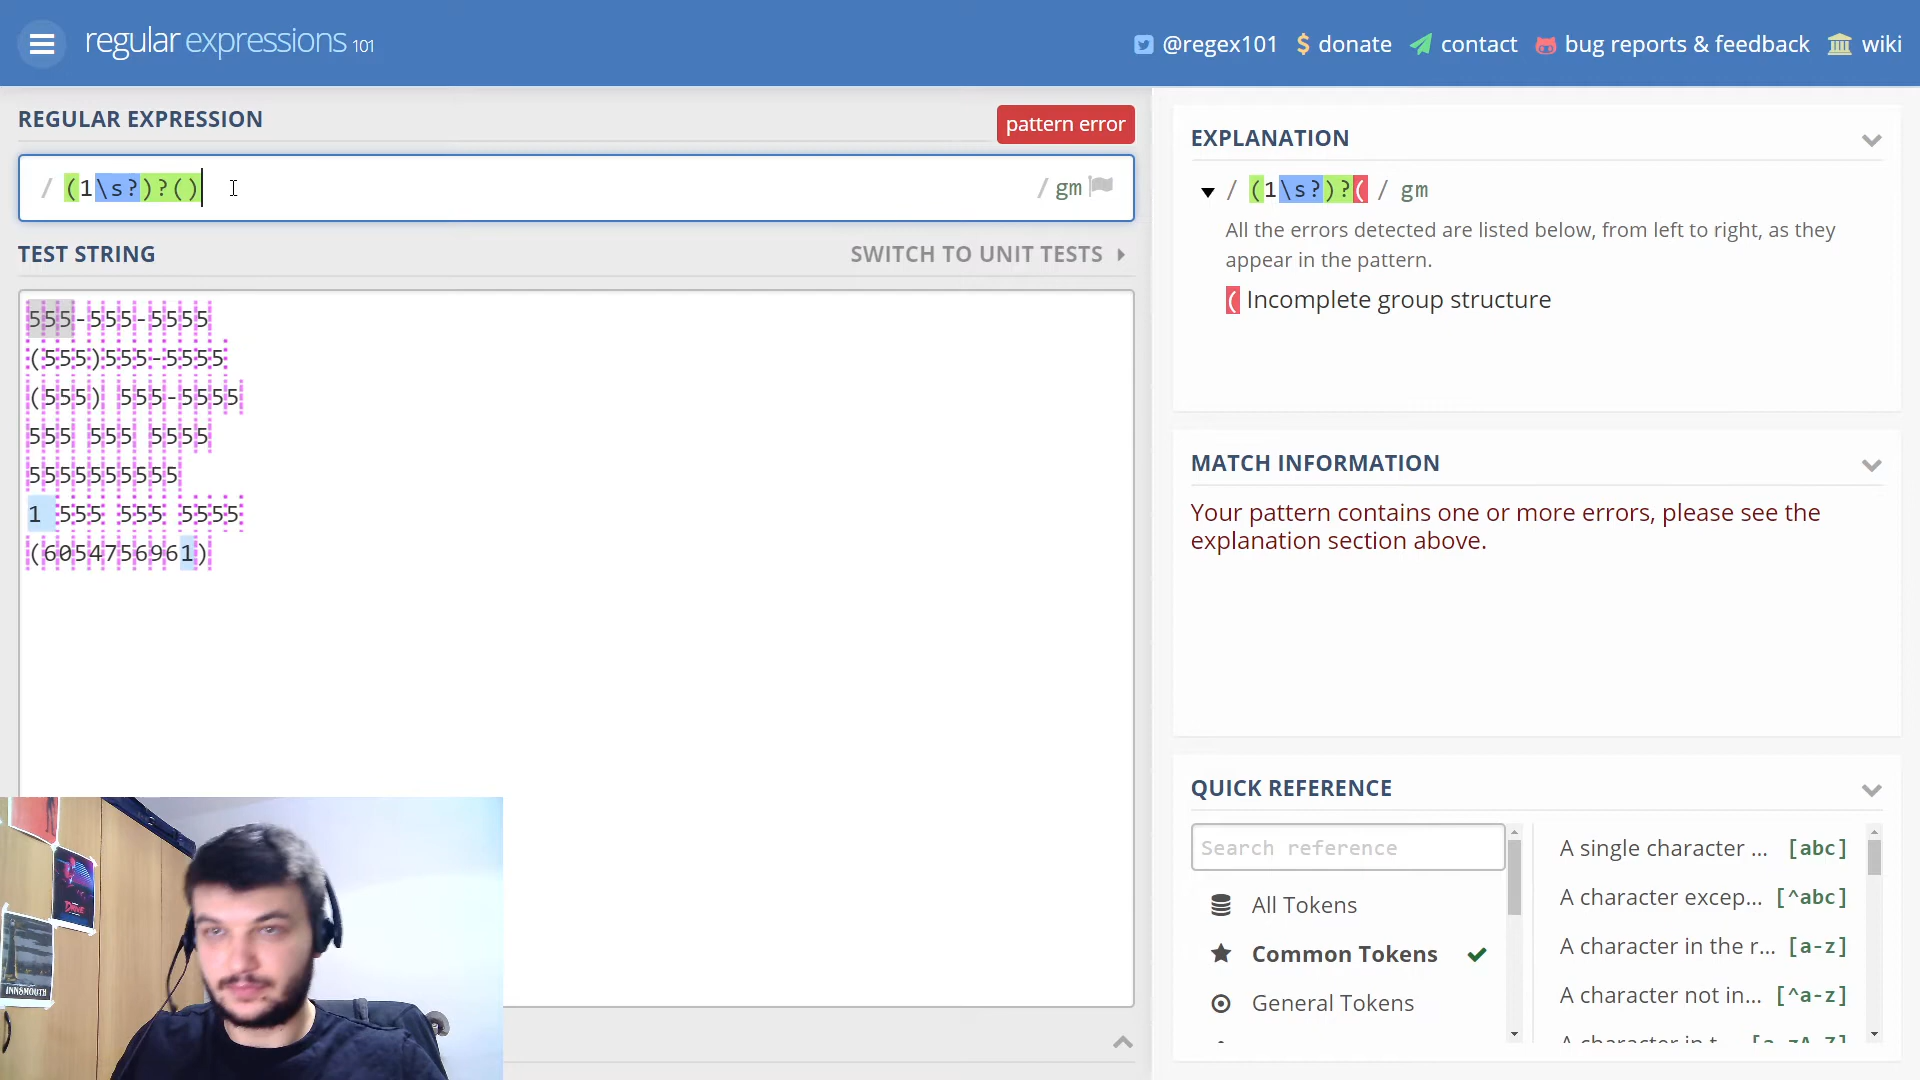 regular expressions 101
@regex101
donate
contact
bug reports & feedback
wiki
REGULAR EXPRESSION
pattern error
/ (1\s?)?()
/ gm
TEST STRING
SWITCH TO UNIT TESTS
555-555-5555
(555)555-5555
(555) 555-5555
555 555 5555
5555555555
1 555 555 5555
(6054756961)
EXPLANATION
/ (1\s?)?( / gm
All the errors detected are listed below, from left to right, as they
appear in the pattern.
( Incomplete group structure
MATCH INFORMATION
Your pattern contains one or more errors, please see the
explanation section above.
QUICK REFERENCE
Search reference
All Tokens
Common Tokens
General Tokens
A single character ... [abc]
A character excep... [^abc]
A character in the r... [a-z]
A character not in... [^a-z]
DRIVE
INNSMOUTH